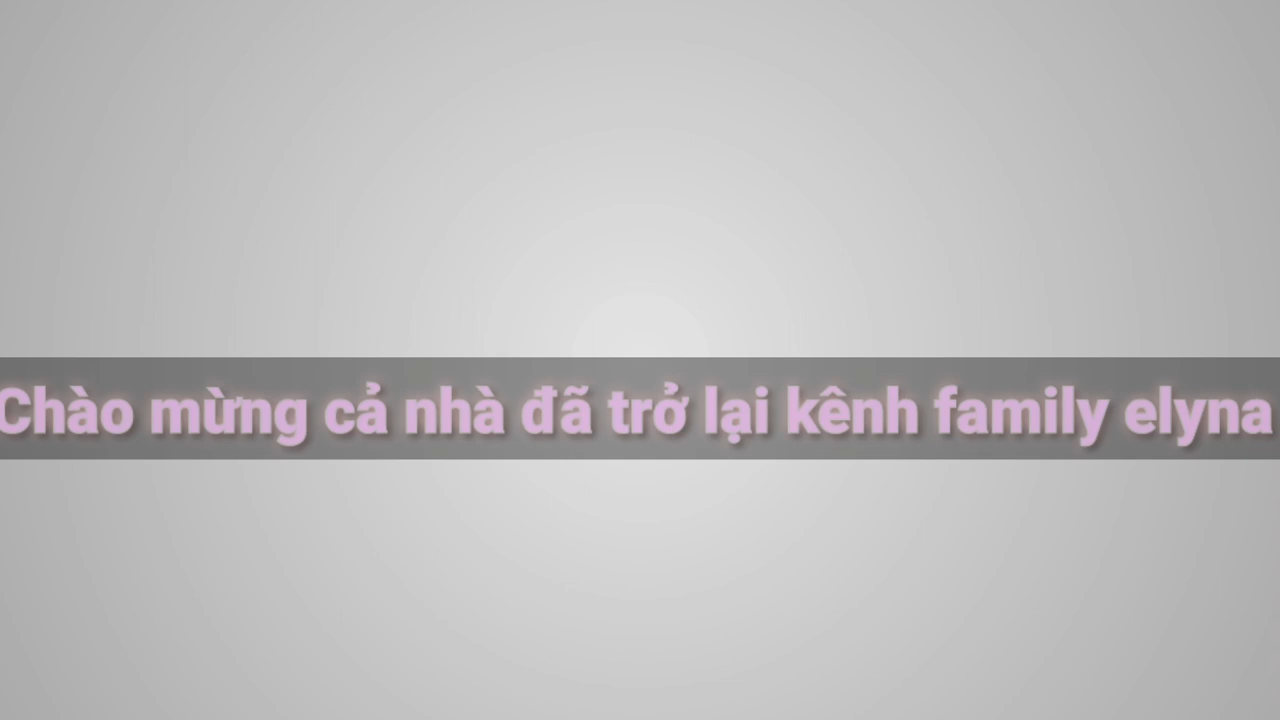 Chào mừng cả nhà đã trở lại kênh family elyna